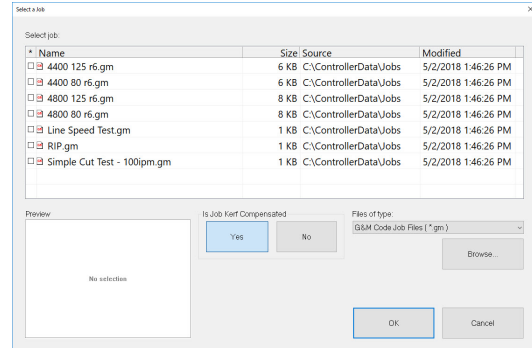 Select a Job
Select job:
* Name Size Source Modified
4400 125 r6.gm 6 KB C:\ControllerData\Jobs 5/2/2018 1:46:26 PM
4400 80 r6.gm 6 KB C:\ControllerData\Jobs 5/2/2018 1:46:26 PM
4800 125 r6.gm 8 KB C:\ControllerData\Jobs 5/2/2018 1:46:26 PM
4800 80 r6.gm 8 KB C:\ControllerData\Jobs 5/2/2018 1:46:26 PM
Line Speed Test.gm 1 KB C:\ControllerData\Jobs 5/2/2018 1:46:26 PM
RIP.gm 1 KB C:\ControllerData\Jobs 5/2/2018 1:46:26 PM
Simple Cut Test - 100ipm.gm 1 KB C:\ControllerData\Jobs 5/2/2018 1:46:26 PM
Preview Is Job Kerf Compensated Files of type:
G&M Code Job Files ( *.gm )
Yes No
Browse...
No selection
OK Cancel